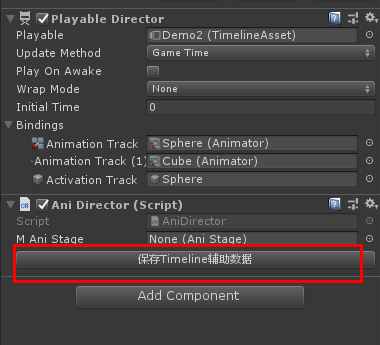 Playable Director
Playable Demo2 (TimelineAsset)
Update Method Game Time
Play On Awake
Wrap Mode None
Initial Time 0
Bindings
Animation Track Sphere (Animator)
Animation Track (1) Cube (Animator)
Activation Track Sphere
Ani Director (Script)
Script AniDirector
M Ani Stage None (Ani Stage)
保存Timeline辅助数据
Add Component